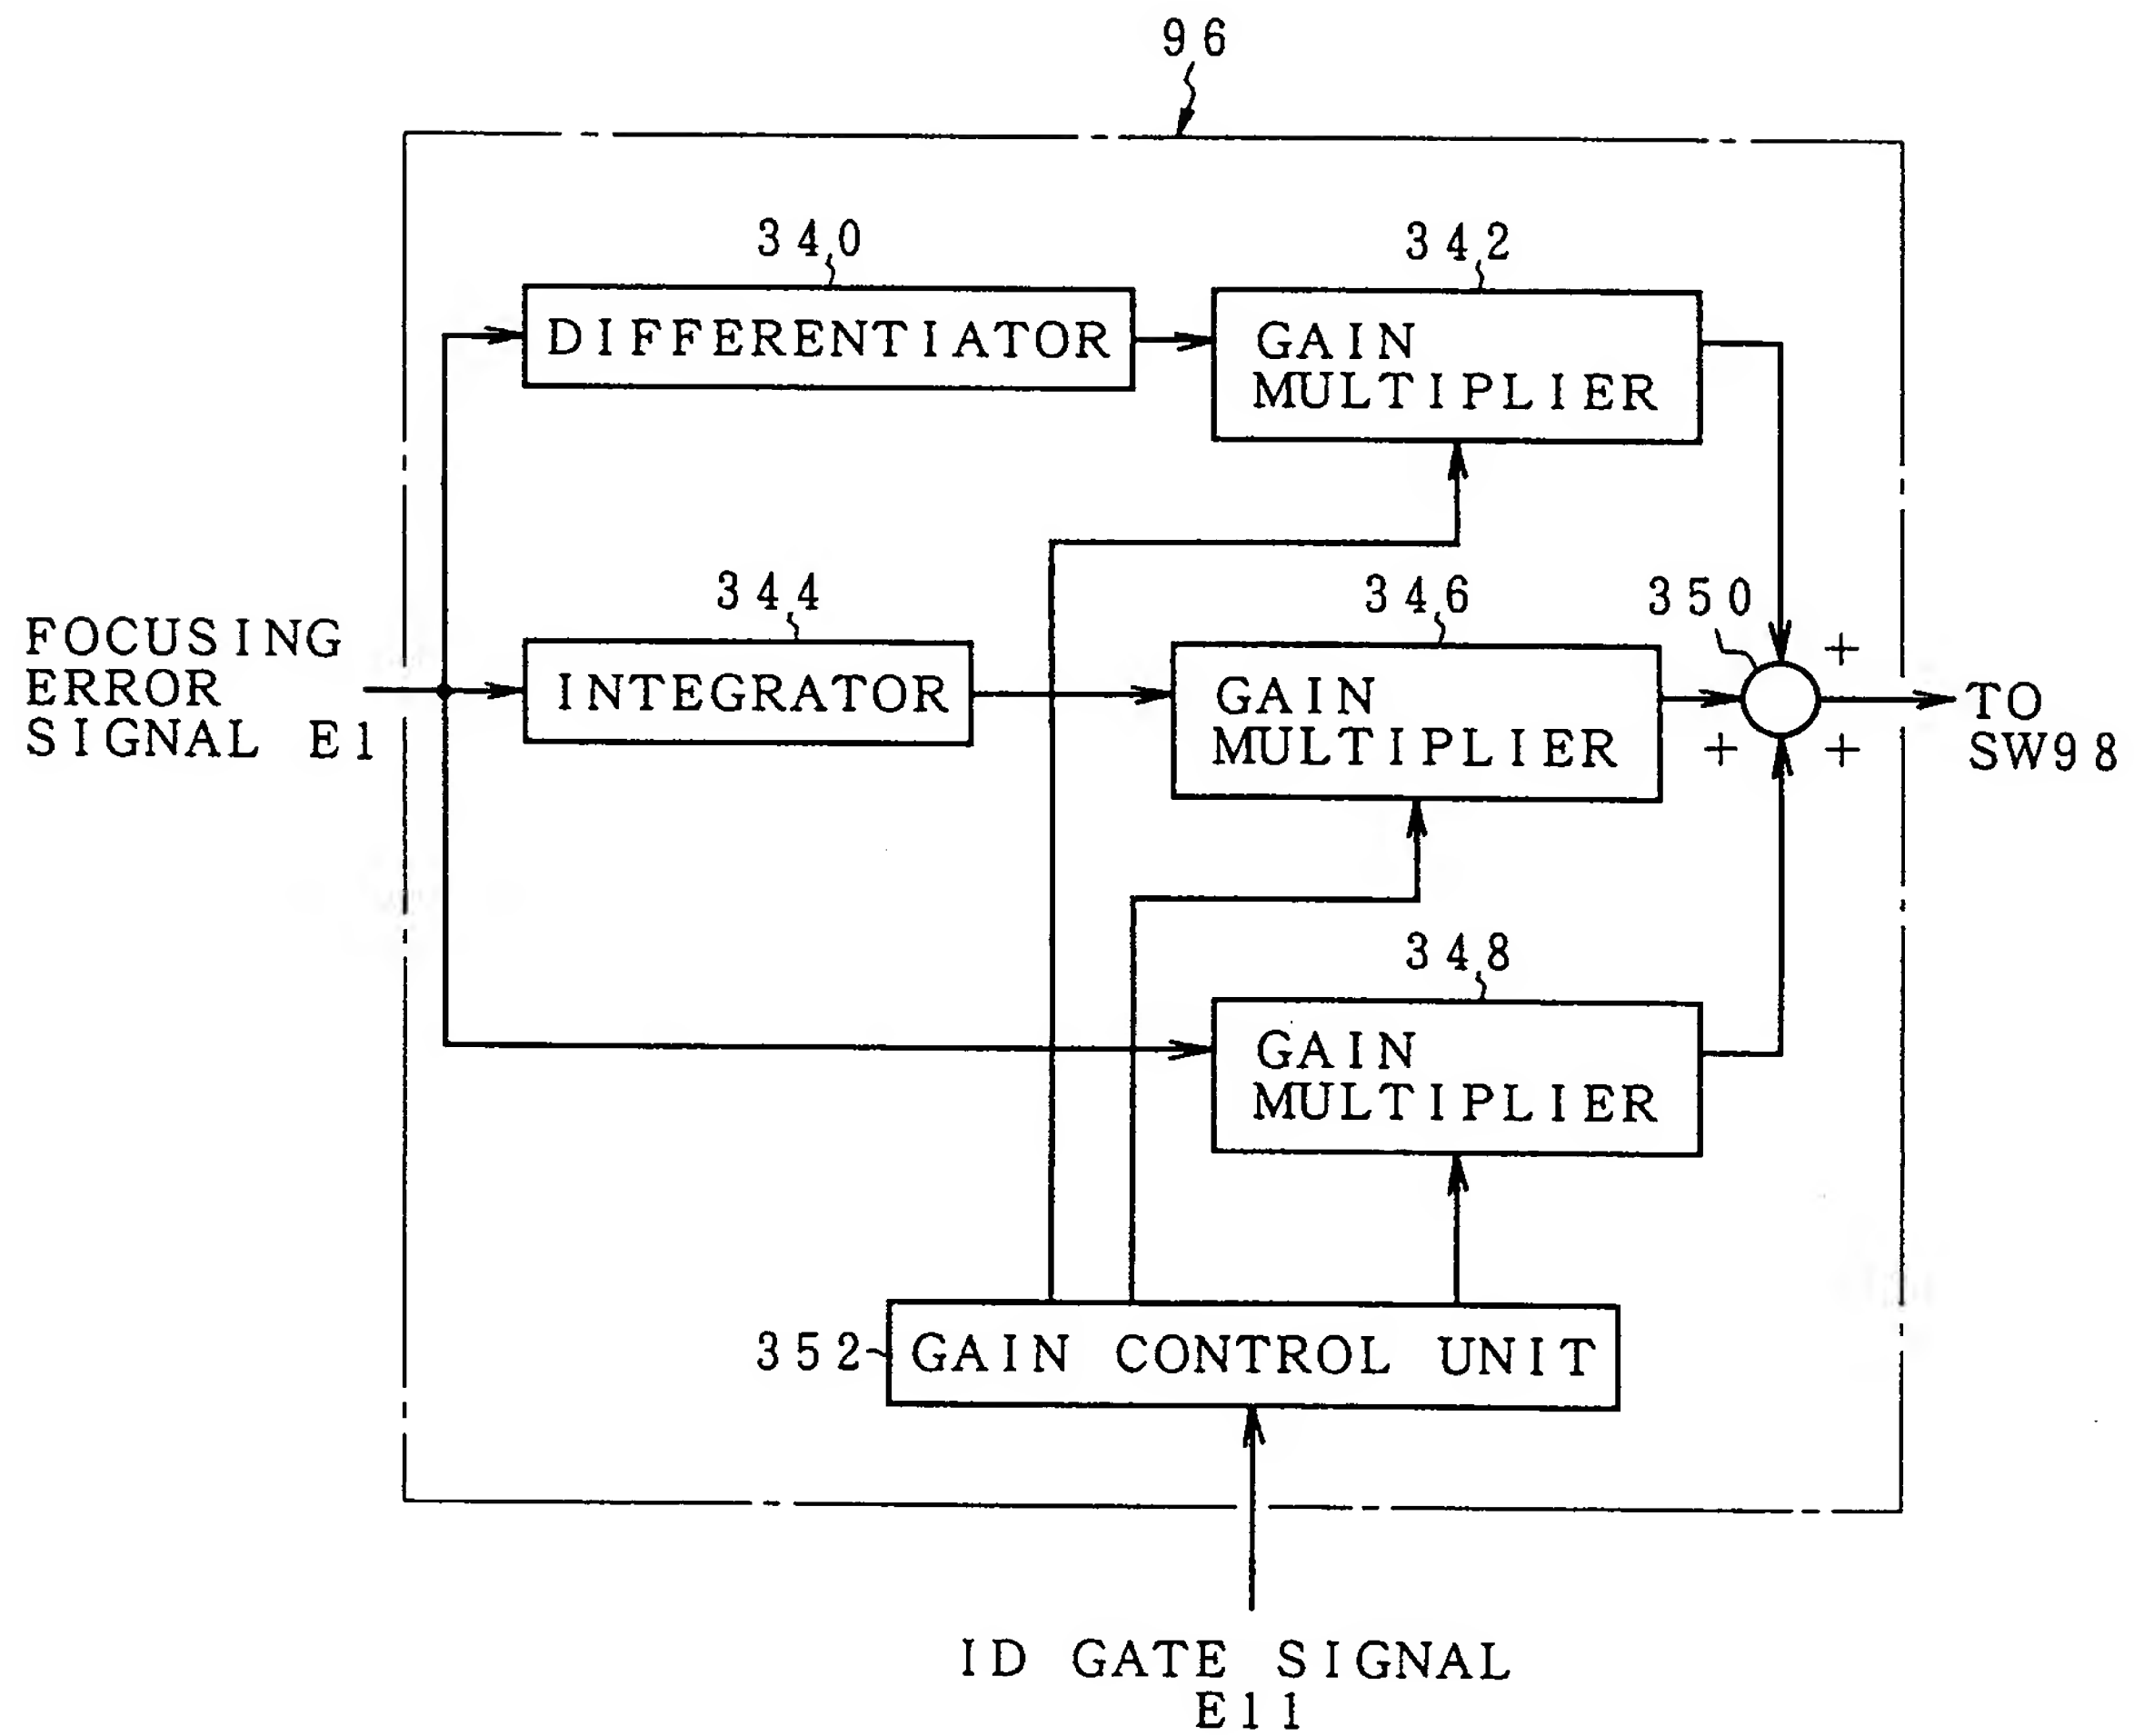 96
340
342
DIFFERENTIATOR
GAIN
MULTIPLIER
344
346
350
FOCUSING
ERROR
SIGNAL E1
INTEGRATOR
GAIN
MULTIPLIER
+
+
+
TO
SW98
348
GAIN
MULTIPLIER
352
GAIN CONTROL UNIT
ID GATE SIGNAL
E11